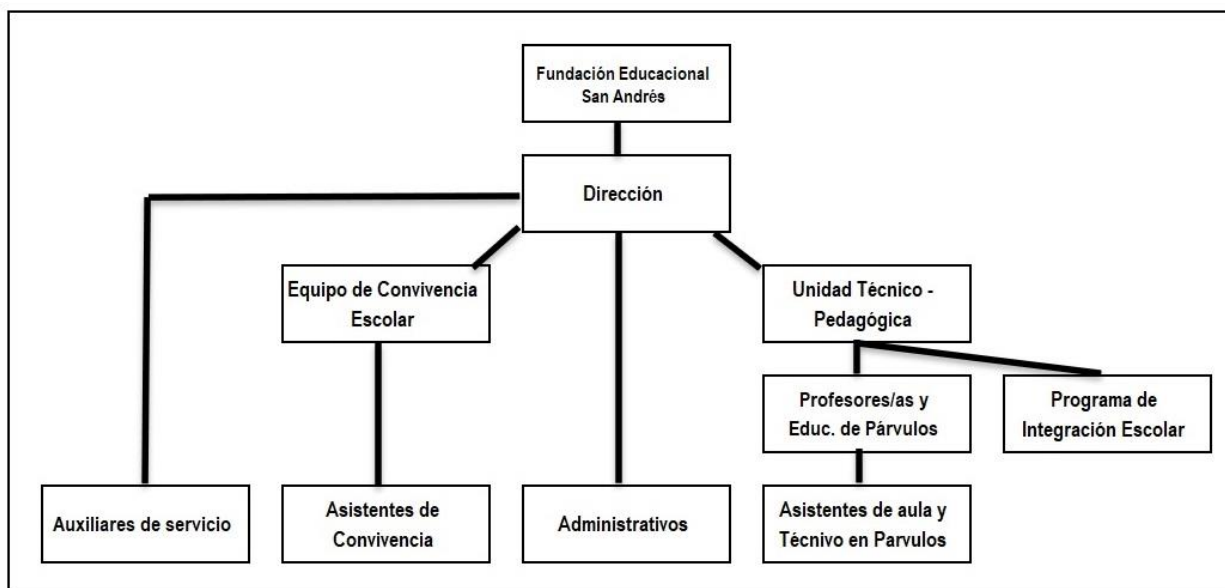 Fundación Educacional
San Andrés
Dirección
Equipo de Convivencia
Escolar
Unidad Técnico -
Pedagógica
Profesores/as y
Educ. de Párvulos
Programa de
Integración Escolar
Auxiliares de servicio
Asistentes de
Convivencia
Administrativos
Asistentes de aula y
Técnivo en Parvulos